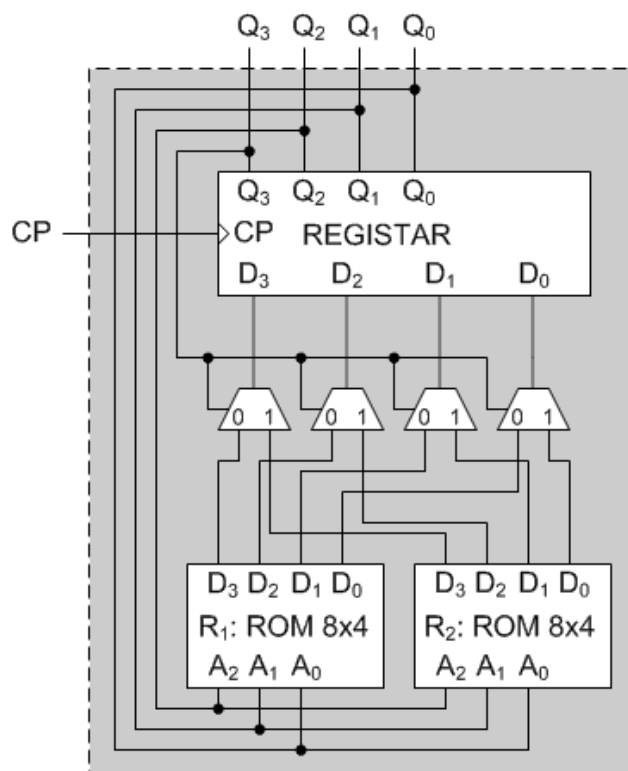 Q₃ Q₂ Q₁ Q₀
Q₃ Q₂ Q₁ Q₀
CP CP REGISTAR
D₃ D₂ D₁ D₀
0 1 0 1 0 1 0 1
D₃ D₂ D₁ D₀ D₃ D₂ D₁ D₀
R₁: ROM 8x4 R₂: ROM 8x4
A₂ A₁ A₀ A₂ A₁ A₀